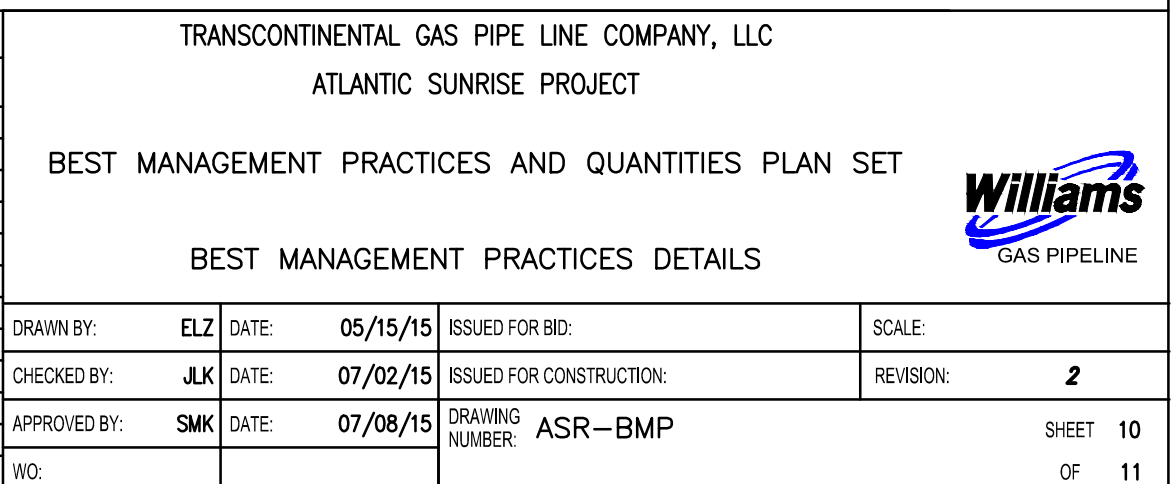 TRANSCONTINENTAL GAS PIPE LINE COMPANY, LLC
ATLANTIC SUNRISE PROJECT
BEST MANAGEMENT PRACTICES AND QUANTITIES PLAN SET
Williams
GAS PIPELINE
BEST MANAGEMENT PRACTICES DETAILS
DRAWN BY: ELZ DATE: 05/15/15 ISSUED FOR BID: SCALE:
CHECKED BY: JLK DATE: 07/02/15 ISSUED FOR CONSTRUCTION: REVISION: 2
APPROVED BY: SMK DATE: 07/08/15 DRAWING NUMBER: ASR-BMP SHEET 10
WO: OF 11